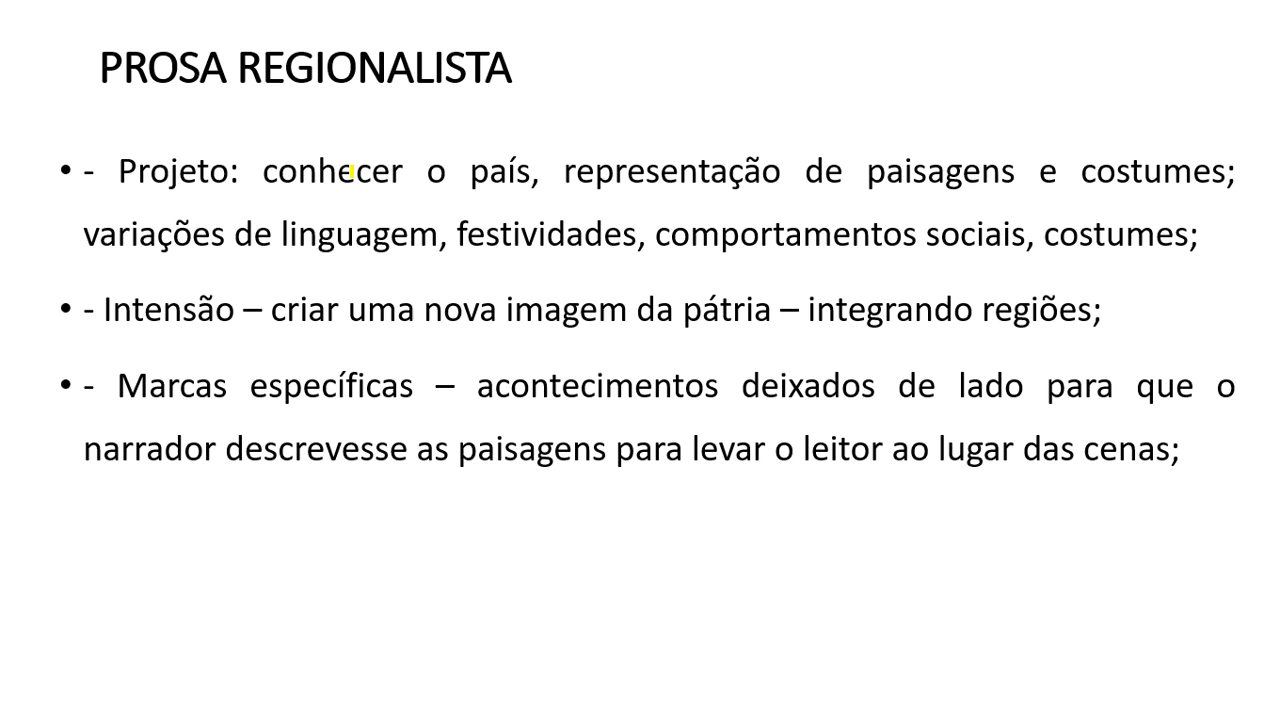 PROSA REGIONALISTA
• - Projeto: conhecer o país, representação de paisagens e costumes;
variações de linguagem, festividades, comportamentos sociais, costumes;
• - Intensão – criar uma nova imagem da pátria – integrando regiões;
• - Marcas específicas – acontecimentos deixados de lado para que o
narrador descrevesse as paisagens para levar o leitor ao lugar das cenas;